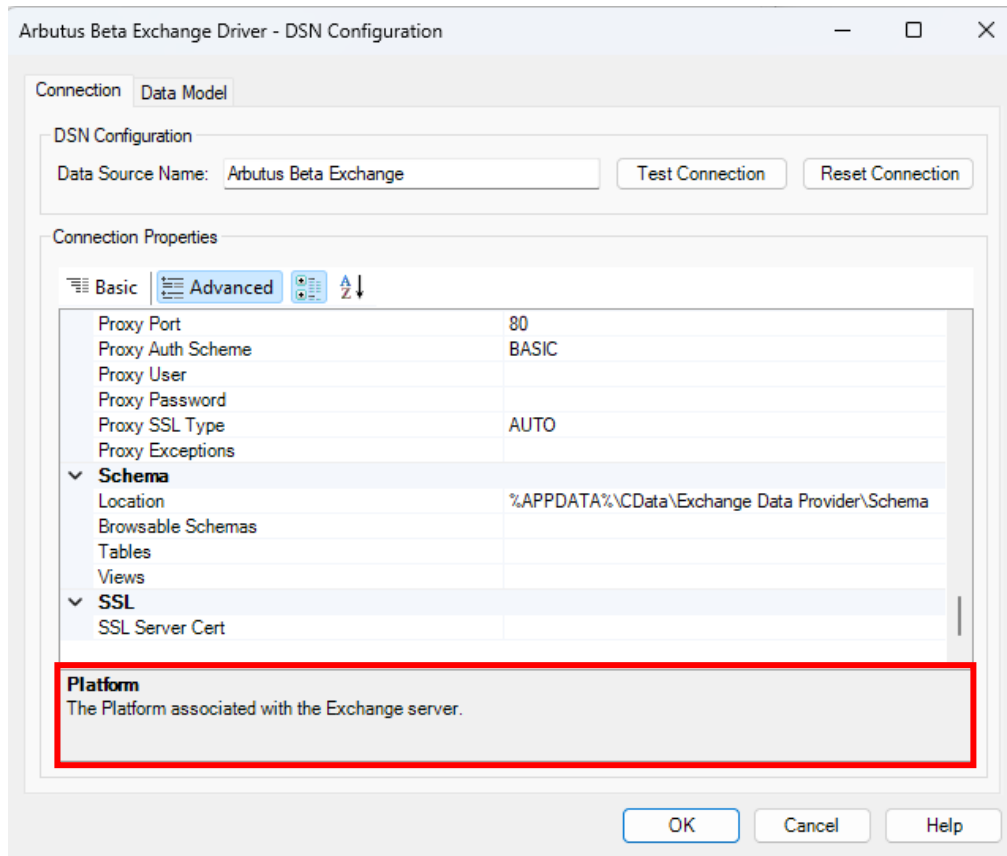 Arbutus Beta Exchange Driver - DSN Configuration
Connection Data Model
DSN Configuration
Data Source Name: Arbutus Beta Exchange Test Connection Reset Connection
Connection Properties
Basic Advanced A Z
Proxy Port 80
Proxy Auth Scheme BASIC
Proxy User
Proxy Password
Proxy SSL Type AUTO
Proxy Exceptions
Schema
Location %APPDATA%\CData\Exchange Data Provider\Schema
Browsable Schemas
Tables
Views
SSL
SSL Server Cert
Platform
The Platform associated with the Exchange server.
OK Cancel Help